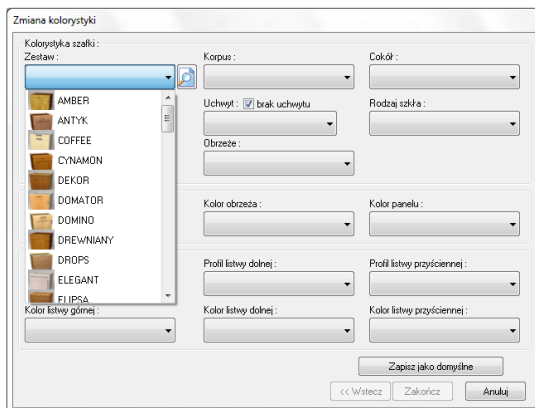 Zmiana kolorystyki
Kolorystyka szafki :
Zestaw :
Korpus :
Cokół :
AMBER
ANTYK
COFFEE
CYNAMON
DEKOR
DOMATOR
DOMINO
DREWNIANY
DROPS
ELEGANT
ELIPSA
Uchwyt : brak uchwytu
Rodzaj szkła :
Obrzeże :
Kolor obrzeża :
Kolor panelu :
Profil listwy dolnej :
Profil listwy przyściennej :
Kolor listwy górnej :
Kolor listwy dolnej :
Kolor listwy przyściennej :
Zapisz jako domyślne
<< Wstecz
Zakończ
Anuluj